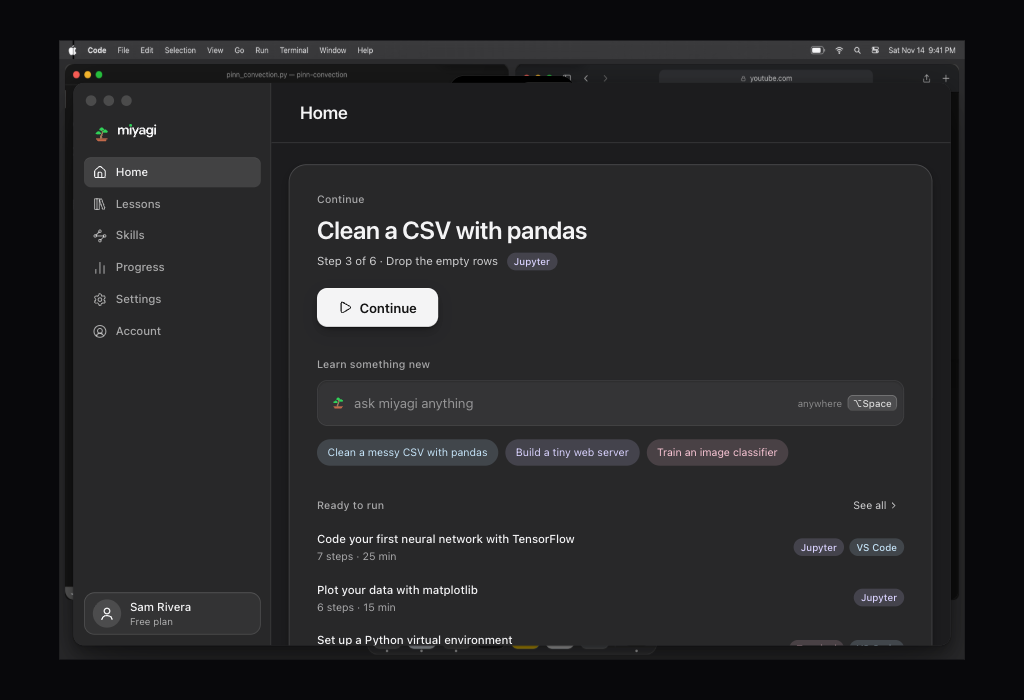 Code File Edit Selection View Go Run Terminal Window Help Sat Nov 14 9:41 PM
pinn_convection.py — pinn-convection
youtube.com
miyagi
Home
Lessons
Skills
Progress
Settings
Account
Sam Rivera
Free plan
Home
Continue
Clean a CSV with pandas
Step 3 of 6 · Drop the empty rows Jupyter
Continue
Learn something new
ask miyagi anything anywhere ⌥Space
Clean a messy CSV with pandas Build a tiny web server Train an image classifier
Ready to run See all
Code your first neural network with TensorFlow
7 steps · 25 min
Jupyter VS Code
Plot your data with matplotlib
6 steps · 15 min
Jupyter
Set up a Python virtual environment